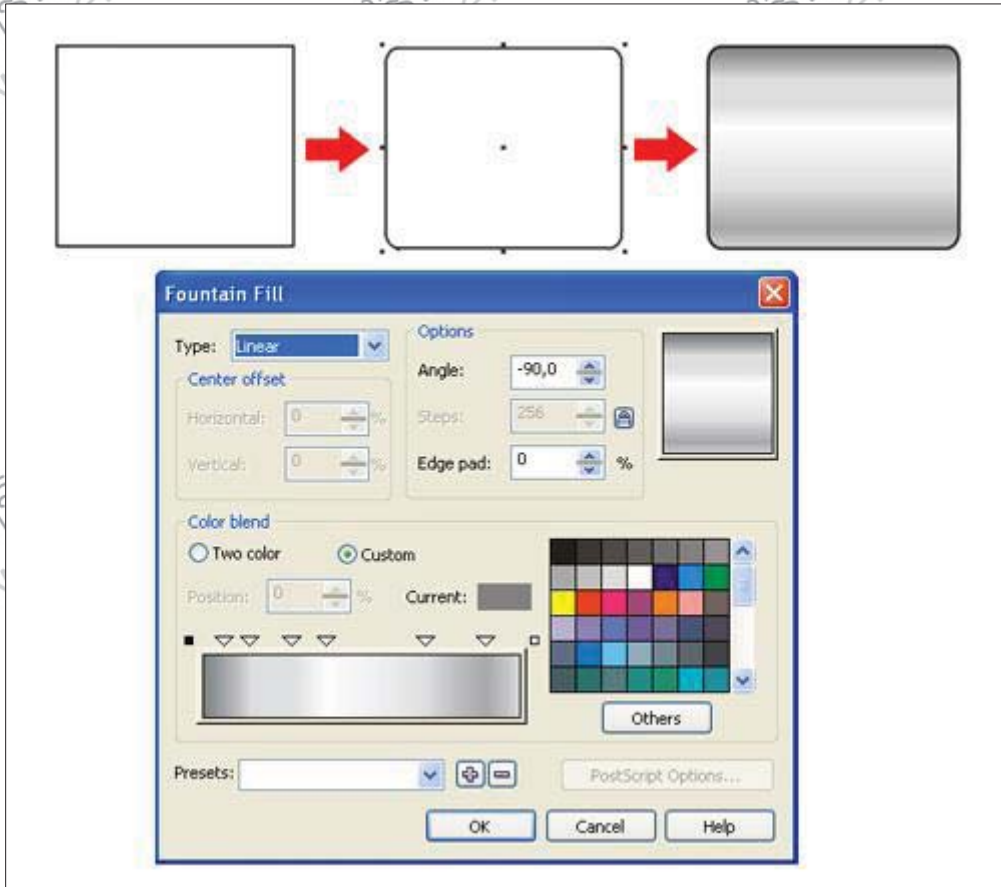 Fountain Fill
Type: Linear
Center offset
Horizontal: 0 %
Vertical: 0 %
Options
Angle: -90,0
Steps: 256
Edge pad: 0 %
Color blend
Two color Custom
Position: 0 % Current:
Others
Presets:
PostScript Options...
OK Cancel Help